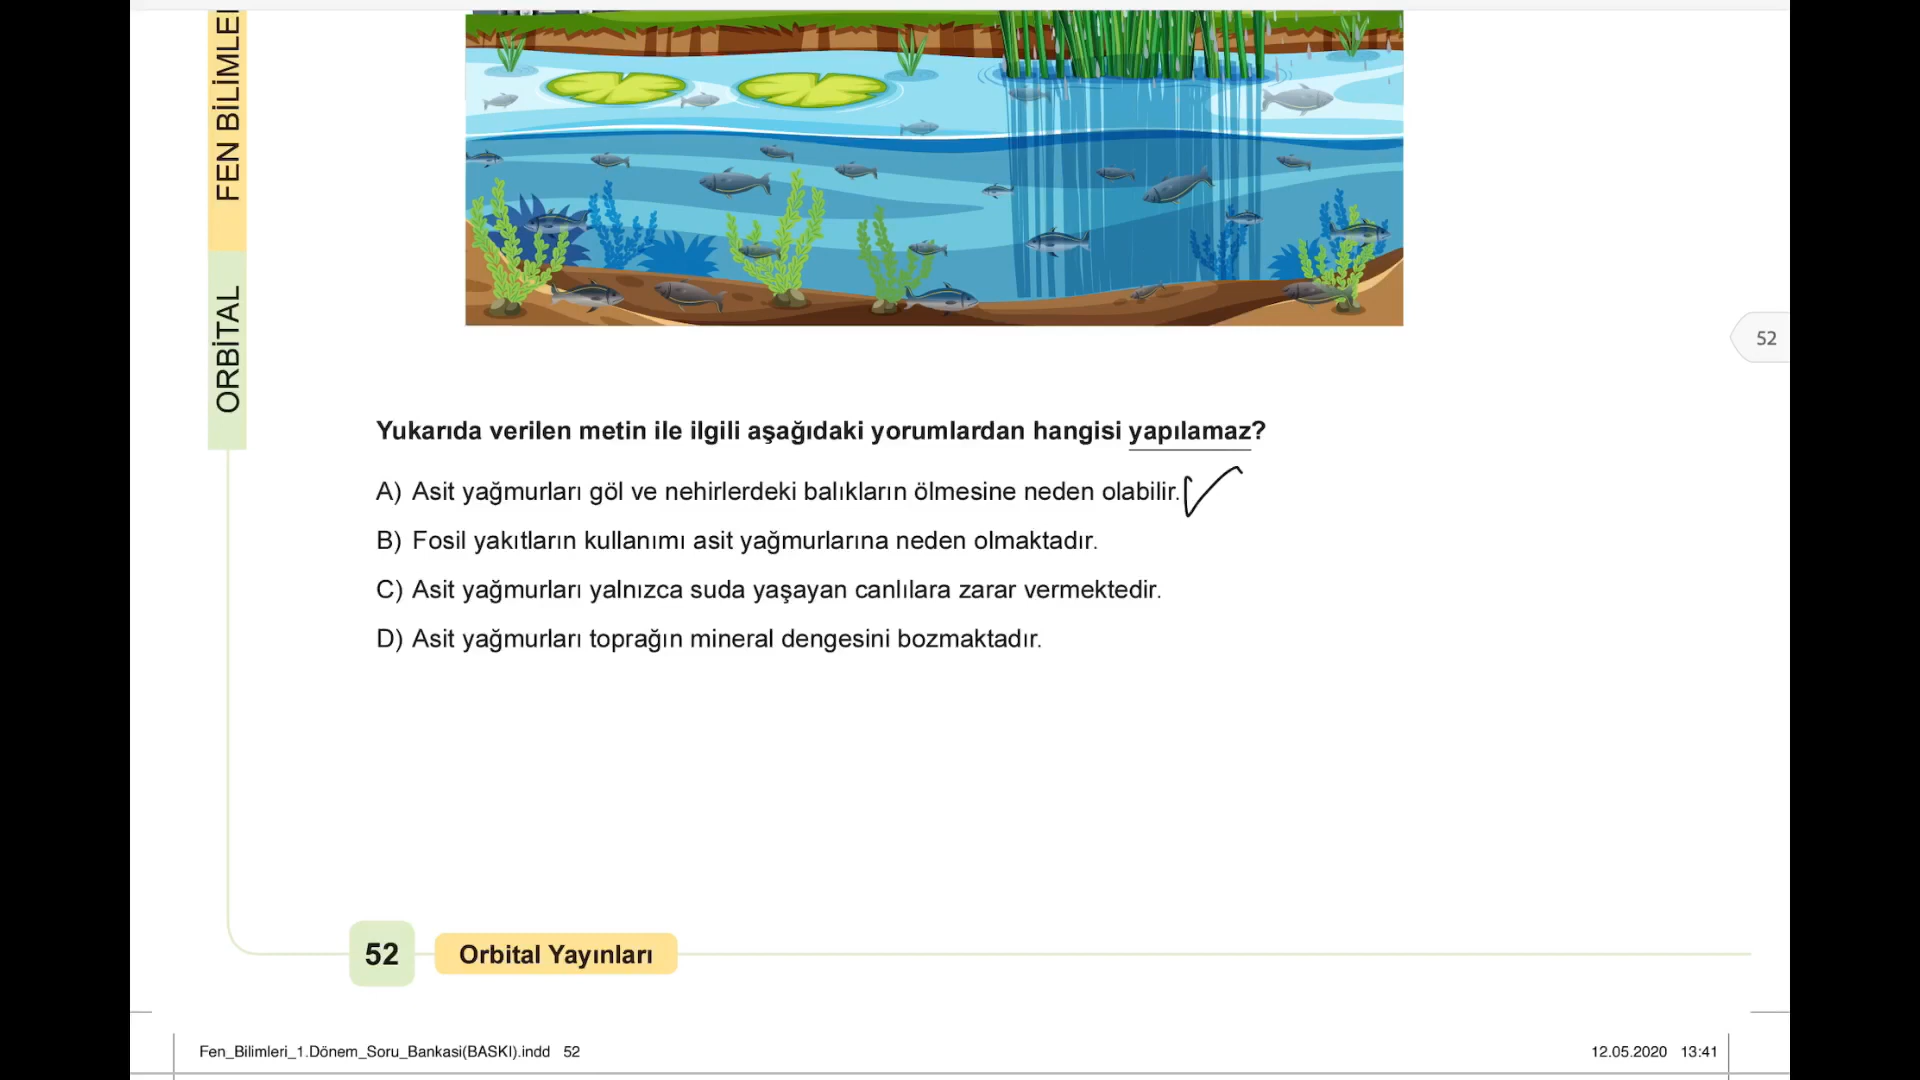 FEN BİLİMLE
ORBİTAL
52
Yukarıda verilen metin ile ilgili aşağıdaki yorumlardan hangisi yapılamaz?
A) Asit yağmurları göl ve nehirlerdeki balıkların ölmesine neden olabilir.
B) Fosil yakıtların kullanımı asit yağmurlarına neden olmaktadır.
C) Asit yağmurları yalnızca suda yaşayan canlılara zarar vermektedir.
D) Asit yağmurları toprağın mineral dengesini bozmaktadır.
52
Orbital Yayınları
Fen_Bilimleri_1.Dönem_Soru_Bankasi(BASKI).indd 52
12.05.2020 13:41